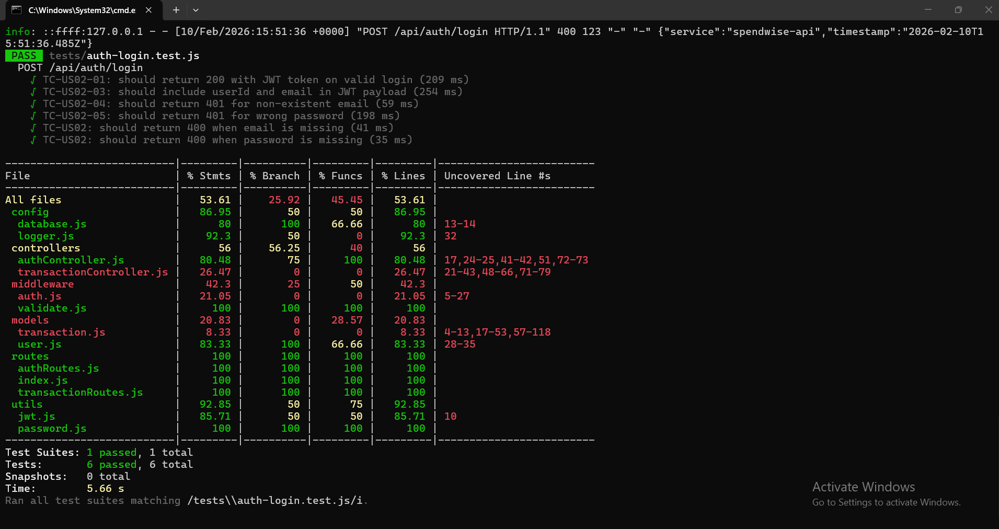 C:\Windows\System32\cmd.e
info: ::ffff:127.0.0.1 - - [10/Feb/2026:15:51:36 +0000] "POST /api/auth/login HTTP/1.1" 400 123 "-" "-" {"service":"spendwise-api","timestamp":"2026-02-10T1
5:51:36.485Z"}
PASS tests/auth-login.test.js
POST /api/auth/login
√ TC-US02-01: should return 200 with JWT token on valid login (209 ms)
√ TC-US02-03: should include userId and email in JWT payload (254 ms)
√ TC-US02-04: should return 401 for non-existent email (59 ms)
√ TC-US02-05: should return 401 for wrong password (198 ms)
√ TC-US02: should return 400 when email is missing (41 ms)
√ TC-US02: should return 400 when password is missing (35 ms)
---------------------------|---------|----------|---------|---------|-------------------------
File                       | % Stmts | % Branch | % Funcs | % Lines | Uncovered Line #s
---------------------------|---------|----------|---------|---------|-------------------------
All files                  |   53.61 |    25.92 |   45.45 |   53.61 |
 config                    |   86.95 |       50 |      50 |   86.95 |
  database.js              |      80 |      100 |   66.66 |      80 | 13-14
  logger.js                |    92.3 |       50 |       0 |    92.3 | 32
 controllers               |      56 |    56.25 |      40 |      56 |
  authController.js        |   80.48 |       75 |     100 |   80.48 | 17,24-25,41-42,51,72-73
  transactionController.js |   26.47 |        0 |       0 |   26.47 | 21-43,48-66,71-79
 middleware                |    42.3 |       25 |      50 |    42.3 |
  auth.js                  |   21.05 |        0 |       0 |   21.05 | 5-27
  validate.js              |     100 |      100 |     100 |     100 |
 models                    |   20.83 |        0 |   28.57 |   20.83 |
  transaction.js           |    8.33 |        0 |       0 |    8.33 | 4-13,17-53,57-118
  user.js                  |   83.33 |      100 |   66.66 |   83.33 | 28-35
 routes                    |     100 |      100 |     100 |     100 |
  authRoutes.js            |     100 |      100 |     100 |     100 |
  index.js                 |     100 |      100 |     100 |     100 |
  transactionRoutes.js     |     100 |      100 |     100 |     100 |
 utils                     |   92.85 |       50 |      75 |   92.85 |
  jwt.js                   |   85.71 |       50 |      50 |   85.71 | 10
  password.js              |     100 |      100 |     100 |     100 |
---------------------------|---------|----------|---------|---------|-------------------------
Test Suites: 1 passed, 1 total
Tests:       6 passed, 6 total
Snapshots:   0 total
Time:        5.66 s
Ran all test suites matching /tests\\auth-login.test.js/i.
Activate Windows
Go to Settings to activate Windows.